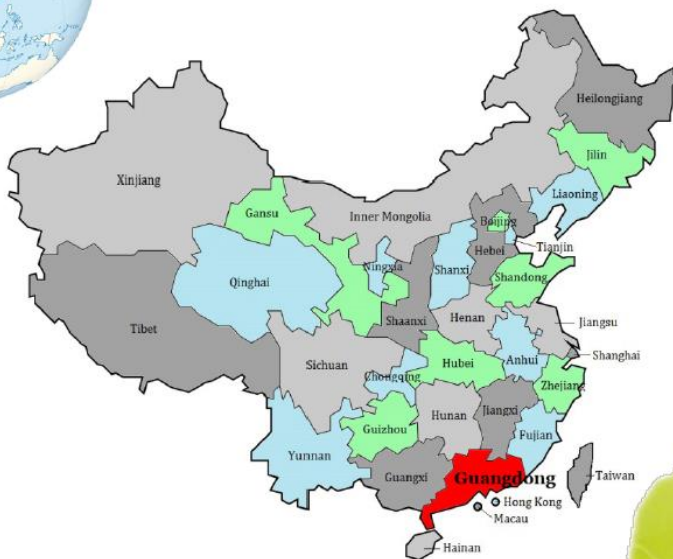 Heilongjiang
Jilin
Xinjiang
Liaoning
Gansu
Inner Mongolia
Beijing
Tianjin
Hebei
Ningxia
Shanxi
Qinghai
Shandong
Henan
Jiangsu
Shaanxi
Tibet
Shanghai
Anhui
Sichuan
Hubei
Chongqing
Zhejiang
Jiangxi
Hunan
Guizhou
Fujian
Yunnan
Guangdong
Taiwan
Guangxi
Hong Kong
Macau
Hainan